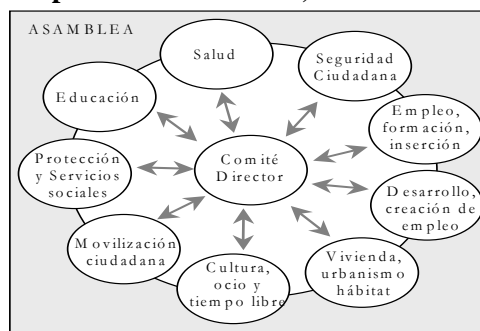 ASAMBLEA
Salud
Seguridad
Ciudadana
Educación
Empleo,
formación,
inserción
Protección
y Servicios
sociales
Comité
Director
Desarrollo,
creación de
empleo
Movilización
ciudadana
Cultura,
ocio y
tiempo libre
Vivienda,
urbanismo
hábitat